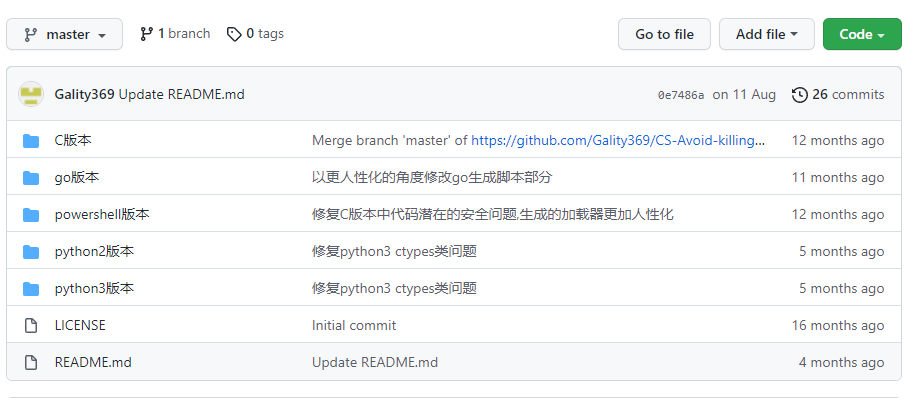 master 1 branch 0 tags Go to file Add file Code
Gality369 Update README.md 0e7486a on 11 Aug 26 commits
C版本 Merge branch 'master' of https://github.com/Gality369/CS-Avoid-killing... 12 months ago
go版本 以更人性化的角度修改go生成脚本部分 11 months ago
powershell版本 修复C版本中代码潜在的安全问题,生成的加载器更加人性化 12 months ago
python2版本 修复python3 ctypes类问题 5 months ago
python3版本 修复python3 ctypes类问题 5 months ago
LICENSE Initial commit 16 months ago
README.md Update README.md 4 months ago